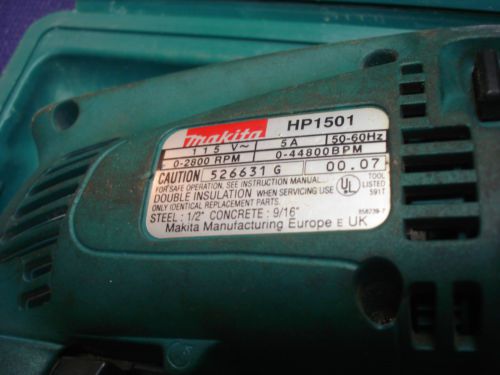 makita HP1501
115 V~ 5A 50-60Hz
0-2800 RPM 0-44800BPM
CAUTION 526631 G 00.07
FOR SAFE OPERATION. SEE INSTRUCTION MANUAL.
DOUBLE INSULATION WHEN SERVICING USE
ONLY IDENTICAL REPLACEMENT PARTS.
UL TOOL
LISTED
591T
STEEL : 1/2" CONCRETE : 9/16"
Makita Manufacturing Europe E UK